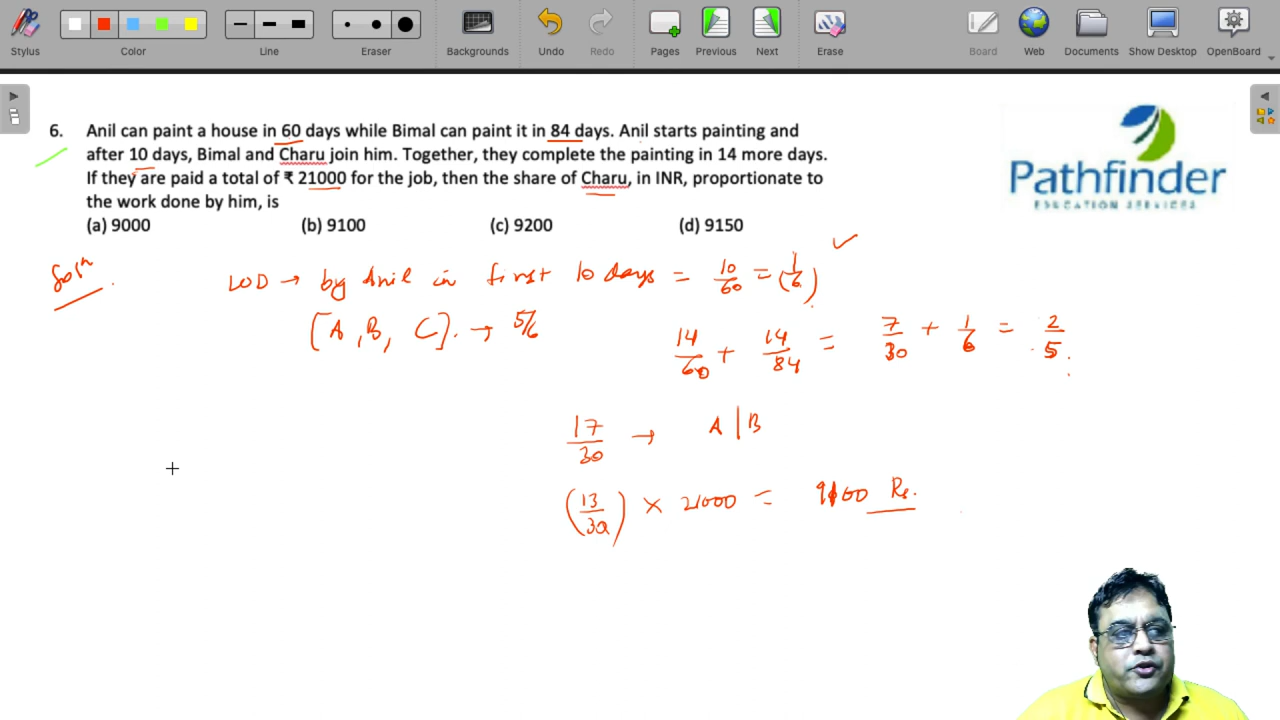 Stylus
Color
Line
Eraser
Backgrounds
Undo
Redo
Pages
Previous
Next
Erase
Board
Web
Documents
Show Desktop
OpenBoard
6. Anil can paint a house in 60 days while Bimal can paint it in 84 days. Anil starts painting and
after 10 days, Bimal and Charu join him. Together, they complete the painting in 14 more days.
If they are paid a total of ₹ 21000 for the job, then the share of Charu, in INR, proportionate to
the work done by him, is
(a) 9000 (b) 9100 (c) 9200 (d) 9150
Pathfinder
EDUCATION SERVICES
Solⁿ.
WOD → by Anil in first 10 days = 10/60 = (1/6)
[A, B, C]. → 5/6
14/60 + 14/84 = 7/30 + 1/6 = 2/5
17/30 → A | B
(13/30) × 21000 = 9100 Rs.